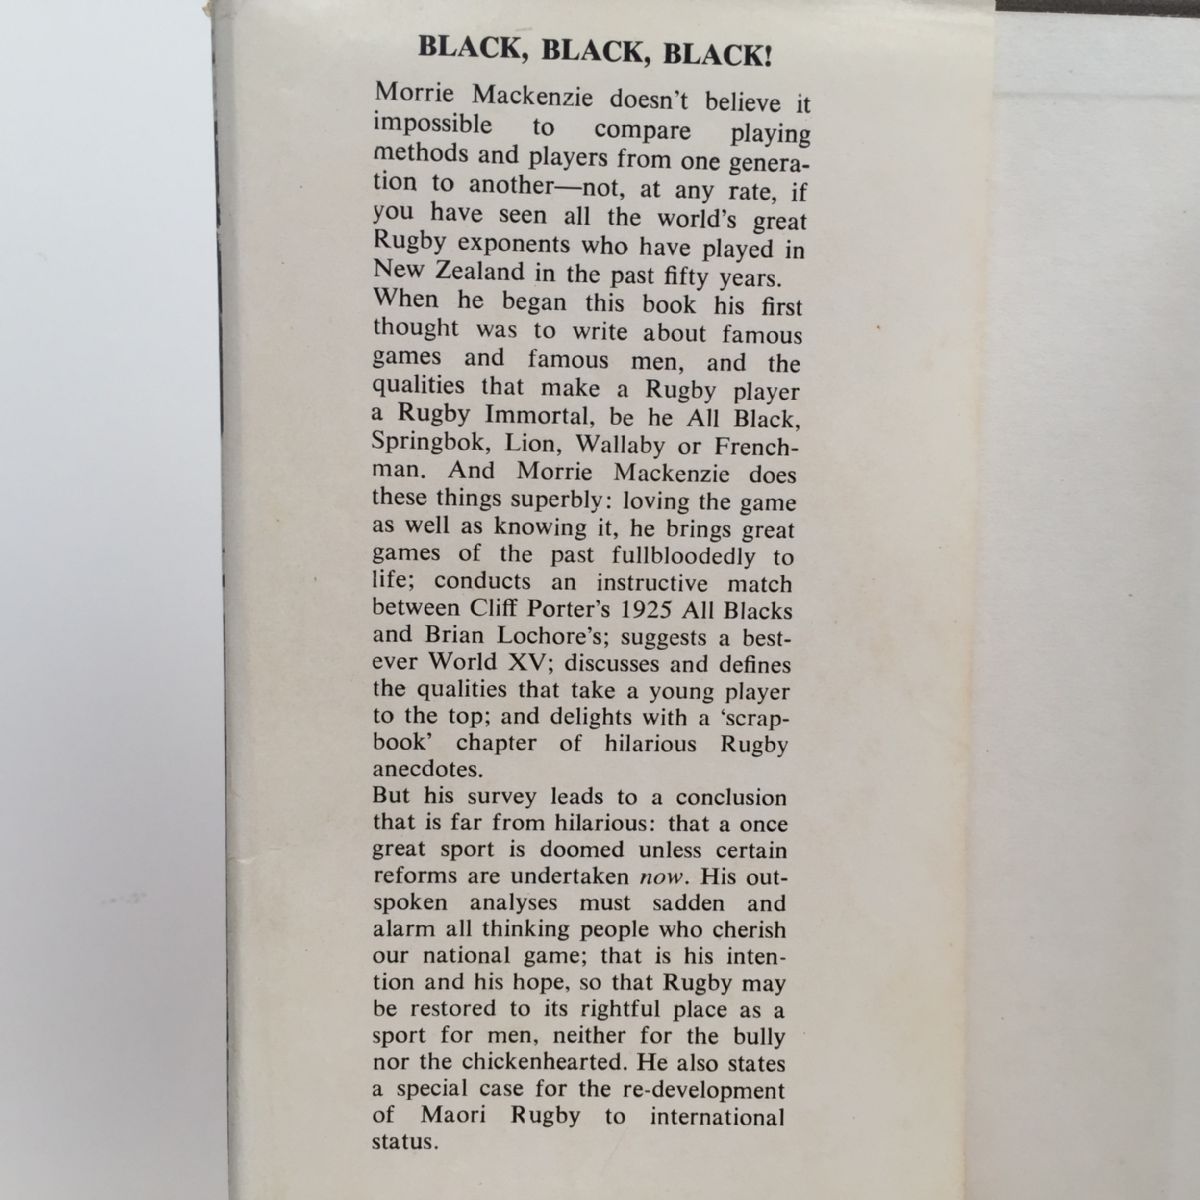 BLACK, BLACK, BLACK!
Morrie Mackenzie doesn't believe it
impossible to compare playing
methods and players from one genera-
tion to another—not, at any rate, if
you have seen all the world's great
Rugby exponents who have played in
New Zealand in the past fifty years.
When he began this book his first
thought was to write about famous
games and famous men, and the
qualities that make a Rugby player
a Rugby Immortal, be he All Black,
Springbok, Lion, Wallaby or French-
man. And Morrie Mackenzie does
these things superbly: loving the game
as well as knowing it, he brings great
games of the past fullbloodedly to
life; conducts an instructive match
between Cliff Porter's 1925 All Blacks
and Brian Lochore's; suggests a best-
ever World XV; discusses and defines
the qualities that take a young player
to the top; and delights with a ‘scrap-
book’ chapter of hilarious Rugby
anecdotes.
But his survey leads to a conclusion
that is far from hilarious: that a once
great sport is doomed unless certain
reforms are undertaken now. His out-
spoken analyses must sadden and
alarm all thinking people who cherish
our national game; that is his inten-
tion and his hope, so that Rugby may
be restored to its rightful place as a
sport for men, neither for the bully
nor the chickenhearted. He also states
a special case for the re-development
of Maori Rugby to international
status.